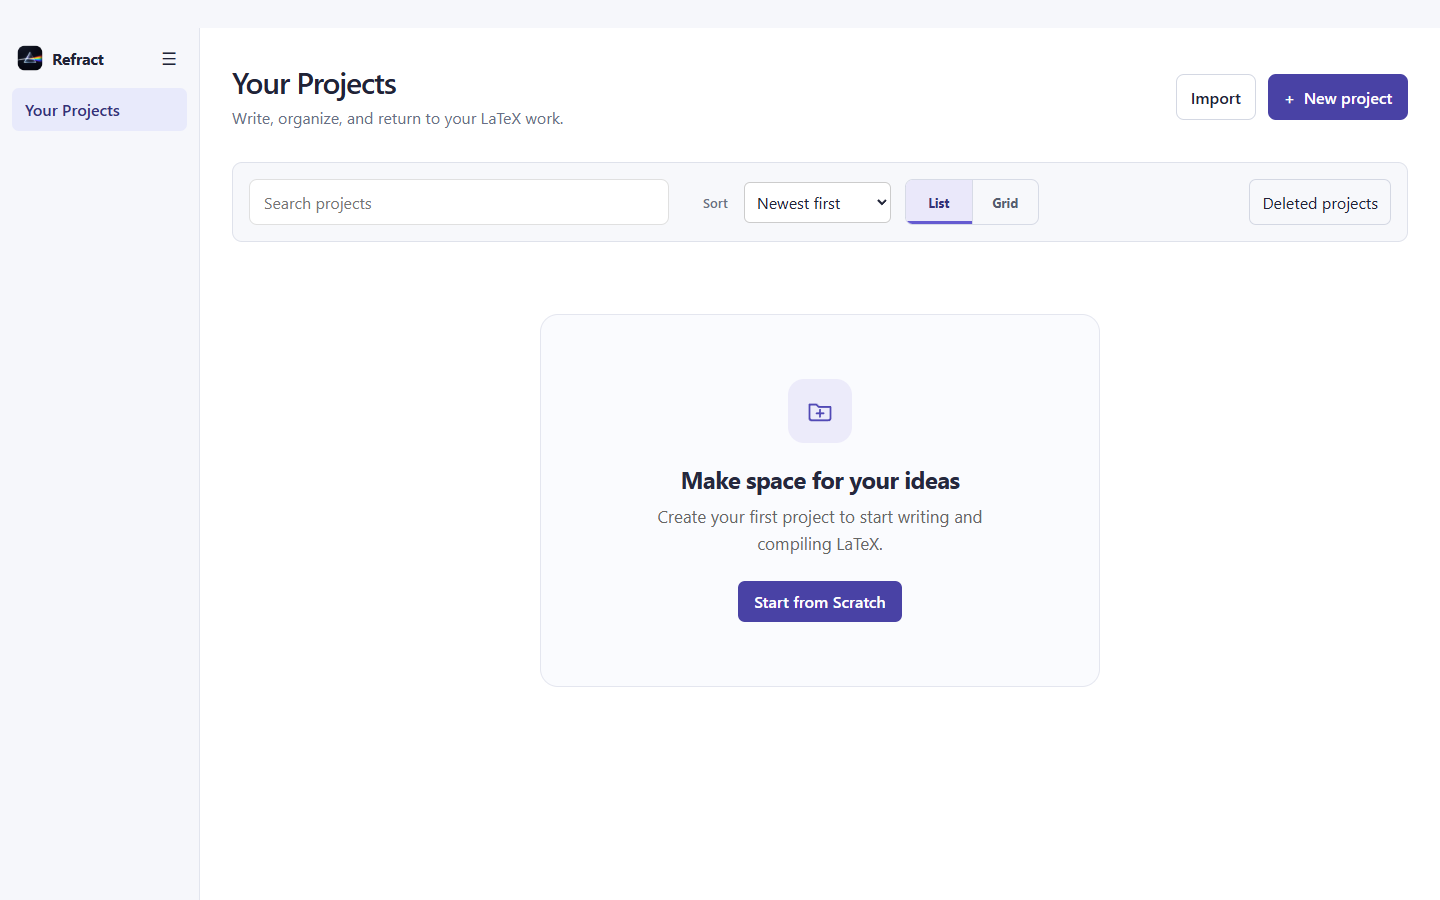 Refract
Your Projects
Your Projects
Write, organize, and return to your LaTeX work.
Import
+ New project
Search projects
Sort
Newest first
List
Grid
Deleted projects
Make space for your ideas
Create your first project to start writing and
compiling LaTeX.
Start from Scratch